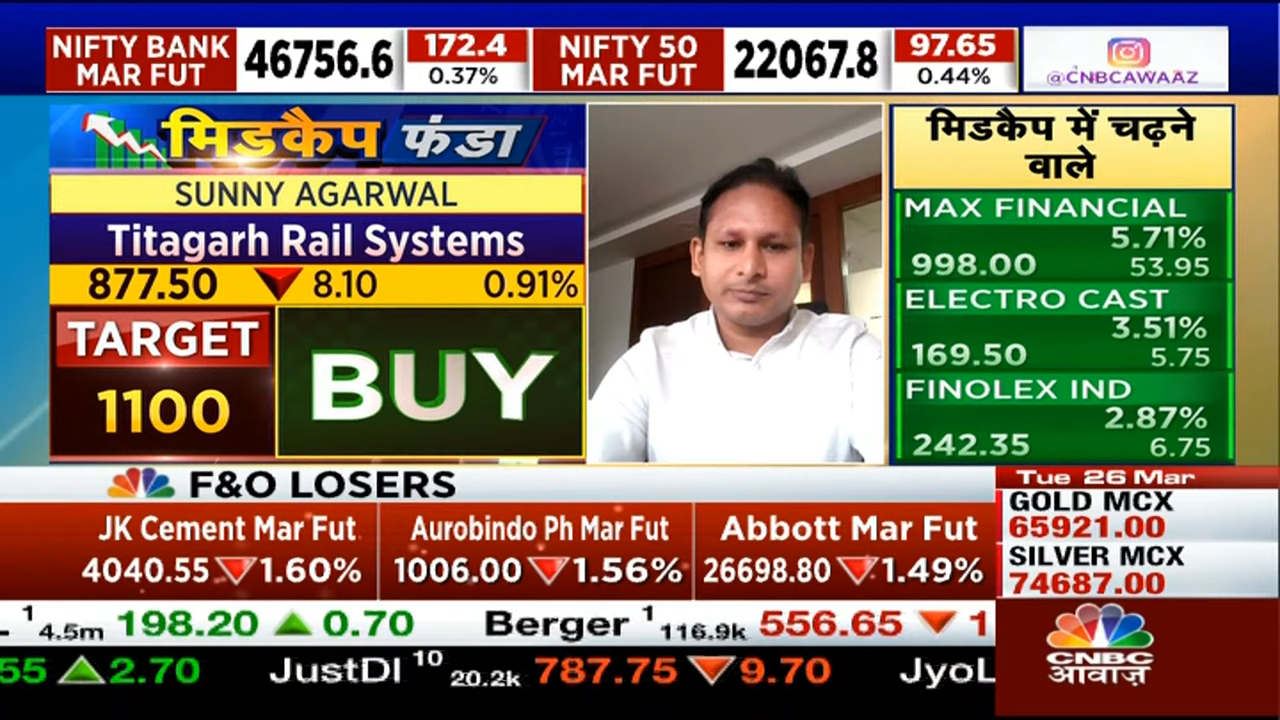 NIFTY BANK
MAR FUT
46756.6
172.4
0.37%
NIFTY 50
MAR FUT
22067.8
97.65
0.44%
@CNBCAWAAZ
मिडकैप फंडा
SUNNY AGARWAL
Titagarh Rail Systems
877.50 8.10 0.91%
TARGET
1100
BUY
मिडकैप में चढ़ने
वाले
MAX FINANCIAL
5.71%
998.00 53.95
ELECTRO CAST
3.51%
169.50 5.75
FINOLEX IND
2.87%
242.35 6.75
F&O LOSERS
JK Cement Mar Fut
4040.55 1.60%
Aurobindo Ph Mar Fut
1006.00 1.56%
Abbott Mar Fut
26698.80 1.49%
Tue 26 Mar
GOLD MCX
65921.00
SILVER MCX
74687.00
1 4.5m 198.20 0.70 Berger 1 116.9k 556.65 1
55 2.70 JustDI 10 20.2k 787.75 9.70 JyoL
CNBC
आवाज़